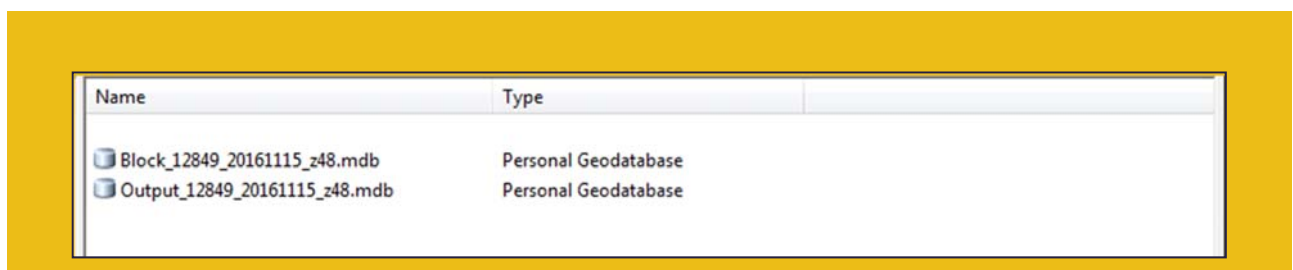 Name Type
Block_12849_20161115_z48.mdb Personal Geodatabase
Output_12849_20161115_z48.mdb Personal Geodatabase